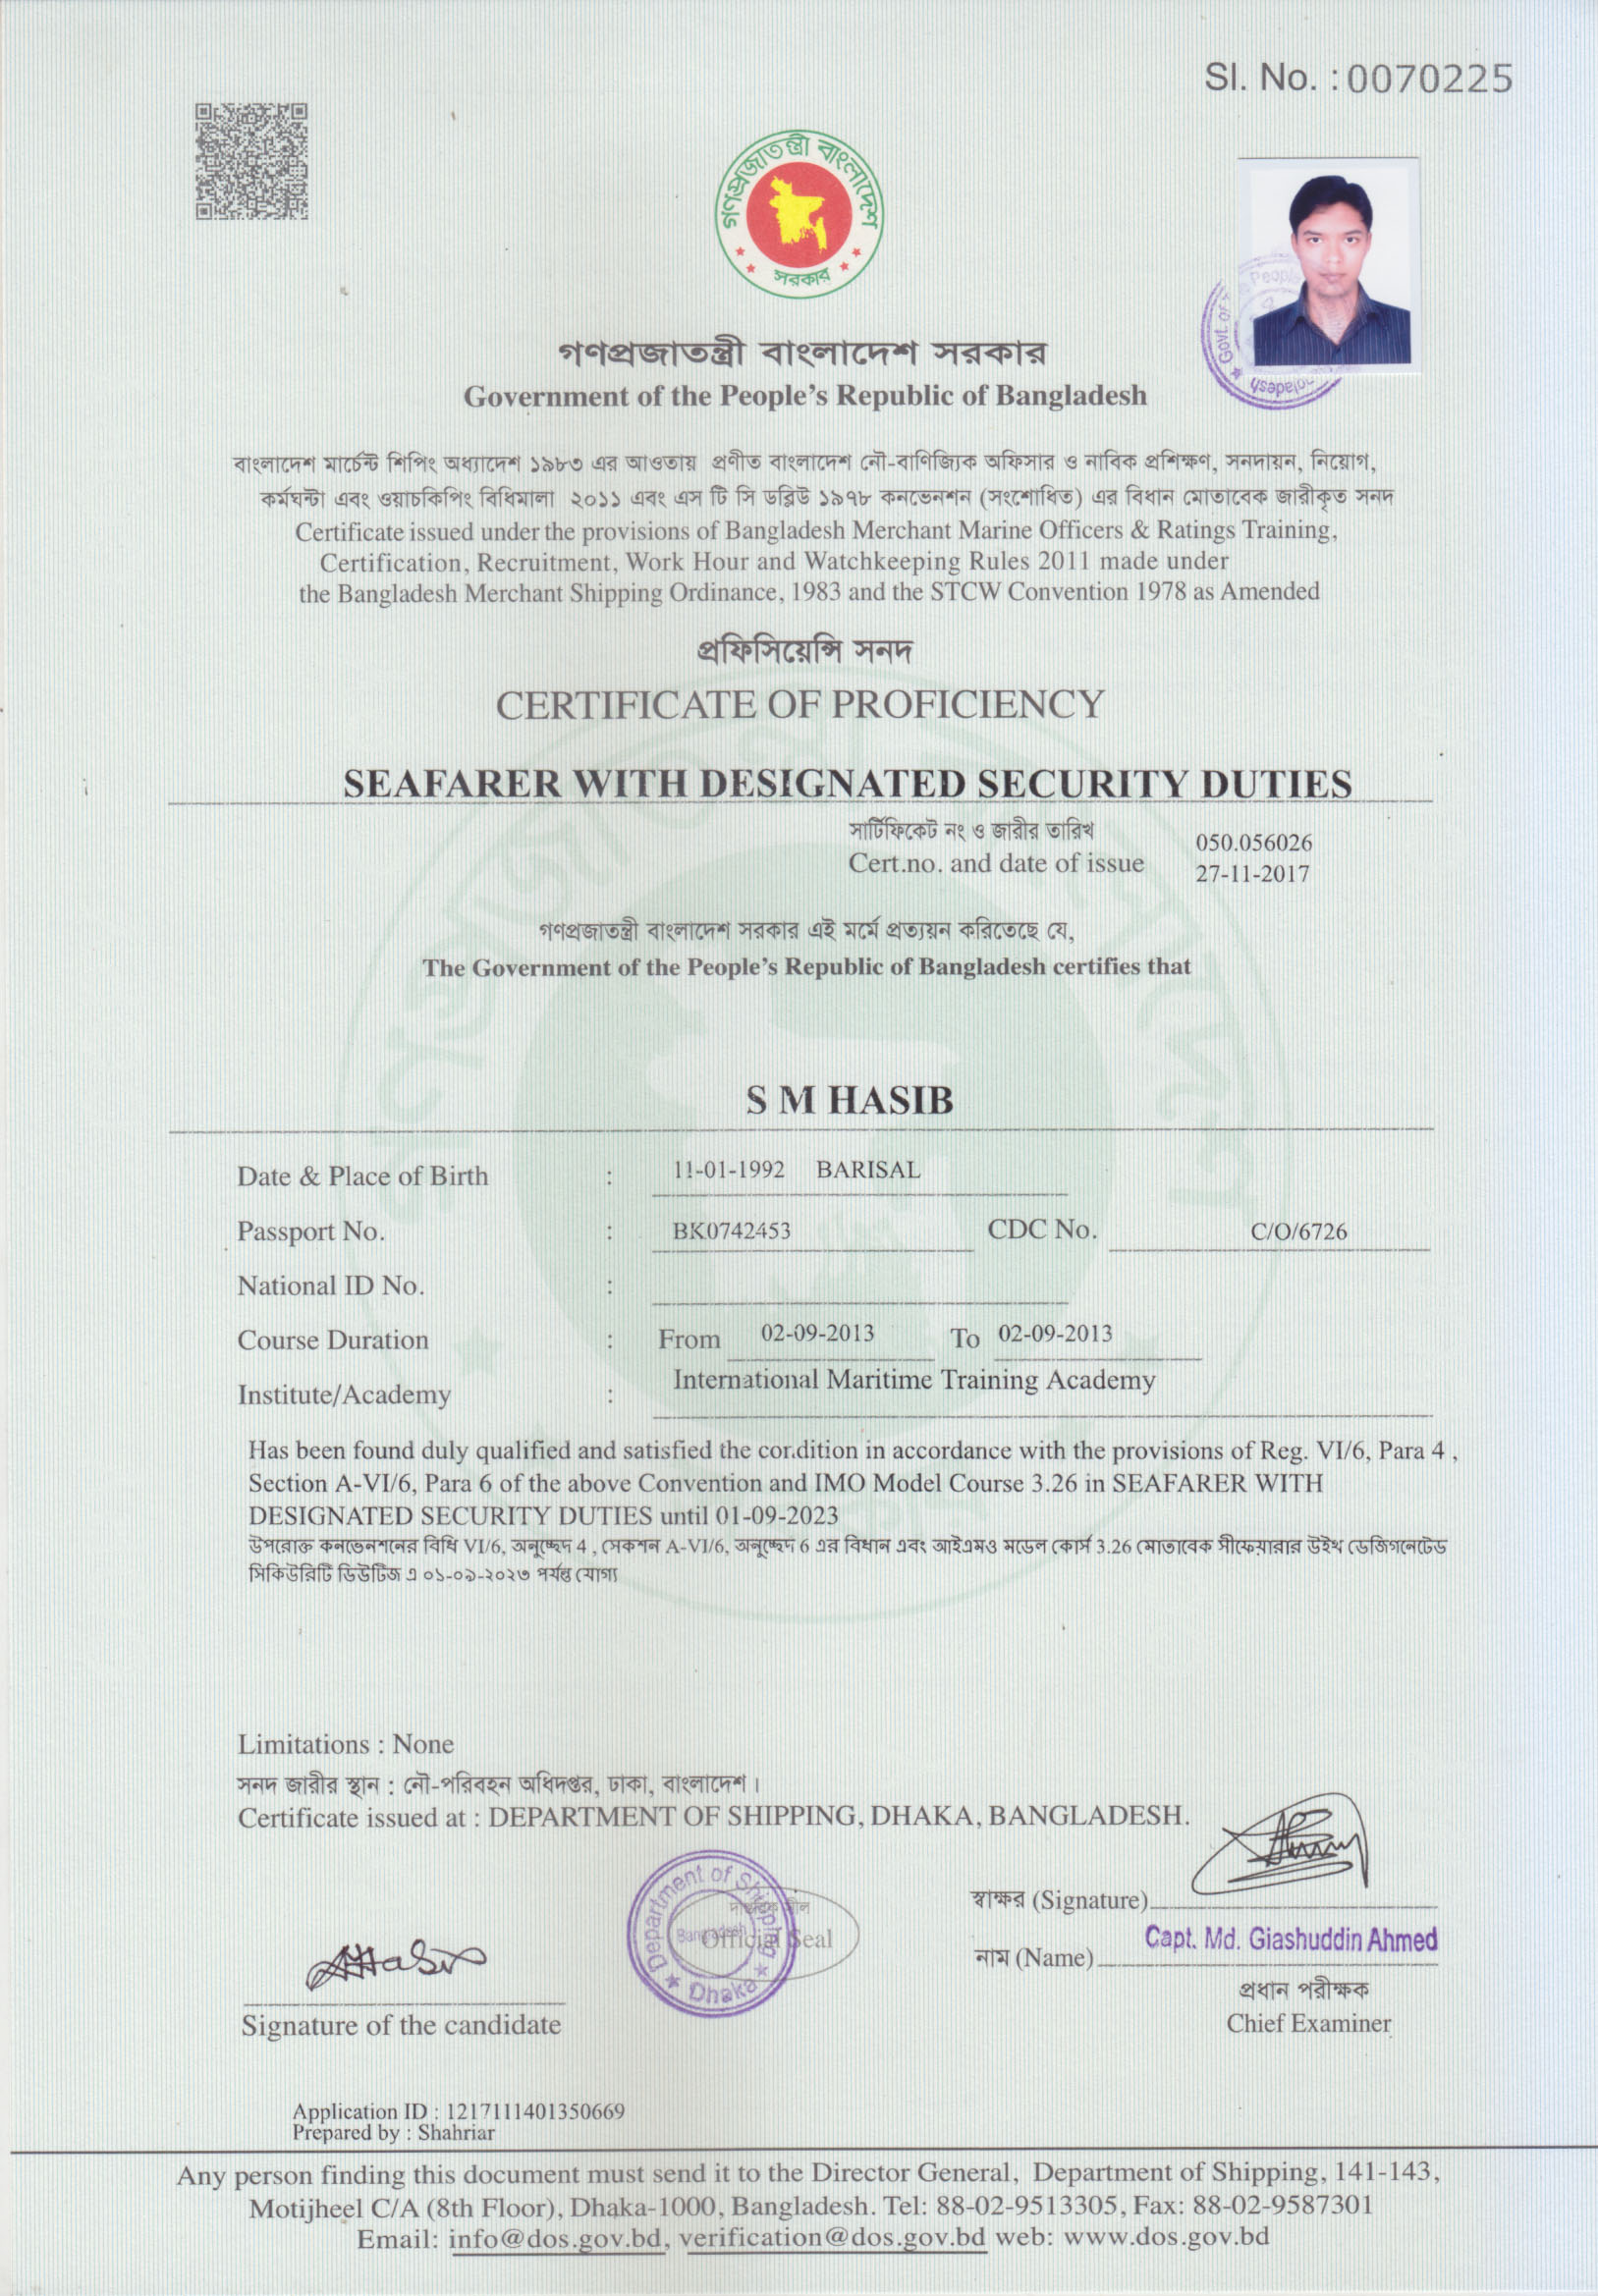 Sl. No. : 0070225
গণপ্রজাতন্ত্রী বাংলাদেশ
সরকার
গণপ্রজাতন্ত্রী বাংলাদেশ সরকার
Government of the People's Republic of Bangladesh
বাংলাদেশ মার্চেন্ট শিপিং অধ্যাদেশ ১৯৮৩ এর আওতায় প্রণীত বাংলাদেশ নৌ-বাণিজ্যিক অফিসার ও নাবিক প্রশিক্ষণ, সনদায়ন, নিয়োগ,
কর্মঘন্টা এবং ওয়াচকিপিং বিধিমালা ২০১১ এবং এস টি সি ডব্লিউ ১৯৭৮ কনভেনশন (সংশোধিত) এর বিধান মোতাবেক জারীকৃত সনদ
Certificate issued under the provisions of Bangladesh Merchant Marine Officers & Ratings Training,
Certification, Recruitment, Work Hour and Watchkeeping Rules 2011 made under
the Bangladesh Merchant Shipping Ordinance, 1983 and the STCW Convention 1978 as Amended
প্রফিসিয়েন্সি সনদ
CERTIFICATE OF PROFICIENCY
SEAFARER WITH DESIGNATED SECURITY DUTIES
সার্টিফিকেট নং ও জারীর তারিখ
Cert.no. and date of issue
050.056026
27-11-2017
গণপ্রজাতন্ত্রী বাংলাদেশ সরকার এই মর্মে প্রত্যয়ন করিতেছে যে,
The Government of the People's Republic of Bangladesh certifies that
S M HASIB
Date & Place of Birth : 11-01-1992 BARISAL
Passport No. : BK0742453 CDC No. C/O/6726
National ID No. :
Course Duration : From 02-09-2013 To 02-09-2013
Institute/Academy : International Maritime Training Academy
Has been found duly qualified and satisfied the condition in accordance with the provisions of Reg. VI/6, Para 4 ,
Section A-VI/6, Para 6 of the above Convention and IMO Model Course 3.26 in SEAFARER WITH
DESIGNATED SECURITY DUTIES until 01-09-2023
উপরোক্ত কনভেনশনের বিধি VI/6, অনুচ্ছেদ 4 , সেকশন A-VI/6, অনুচ্ছেদ 6 এর বিধান এবং আইএমও মডেল কোর্স 3.26 মোতাবেক সীফেয়ারার উইথ ডেজিগনেটেড
সিকিউরিটি ডিউটিজ এ ০১-০৯-২০২৩ পর্যন্ত যোগ্য
Limitations : None
সনদ জারীর স্থান : নৌ-পরিবহন অধিদপ্তর, ঢাকা, বাংলাদেশ।
Certificate issued at : DEPARTMENT OF SHIPPING, DHAKA, BANGLADESH.
Department of Shipping
Bangladesh
Dhaka
Official Seal
স্বাক্ষর (Signature)
নাম (Name) Capt. Md. Giashuddin Ahmed
প্রধান পরীক্ষক
Chief Examiner
Signature of the candidate
Application ID : 1217111401350669
Prepared by : Shahriar
Any person finding this document must send it to the Director General, Department of Shipping, 141-143,
Motijheel C/A (8th Floor), Dhaka-1000, Bangladesh. Tel: 88-02-9513305, Fax: 88-02-9587301
Email: info@dos.gov.bd, verification@dos.gov.bd web: www.dos.gov.bd